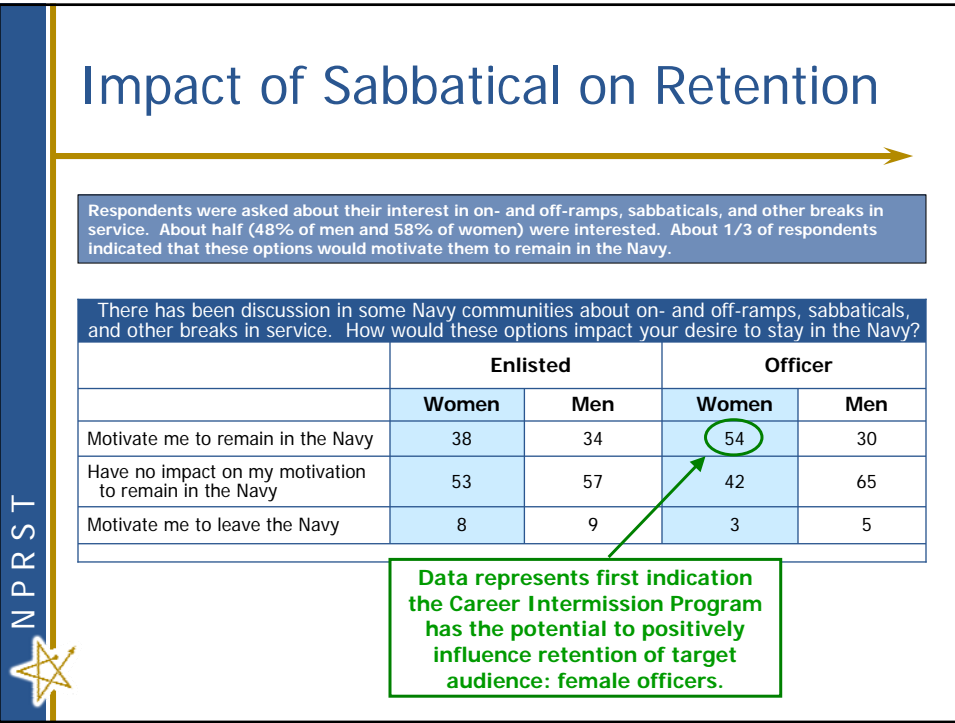 Impact of Sabbatical on Retention
Respondents were asked about their interest in on- and off-ramps, sabbaticals, and other breaks in
service. About half (48% of men and 58% of women) were interested. About 1/3 of respondents
indicated that these options would motivate them to remain in the Navy.
There has been discussion in some Navy communities about on- and off-ramps, sabbaticals,
and other breaks in service. How would these options impact your desire to stay in the Navy?
Enlisted Officer
Women Men Women Men
Motivate me to remain in the Navy 38 34 54 30
Have no impact on my motivation
to remain in the Navy 53 57 42 65
Motivate me to leave the Navy 8 9 3 5
Data represents first indication
the Career Intermission Program
has the potential to positively
influence retention of target
audience: female officers.
NPRST